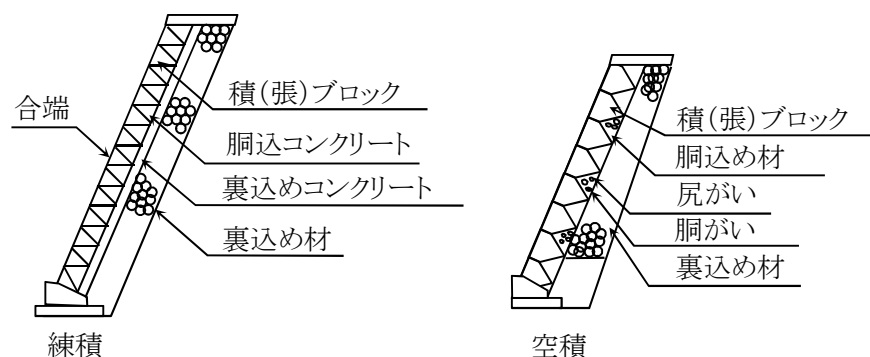 合端
積(張)ブロック
胴込コンクリート
裏込めコンクリート
裏込め材
練積
積(張)ブロック
胴込め材
尻がい
胴がい
裏込め材
空積